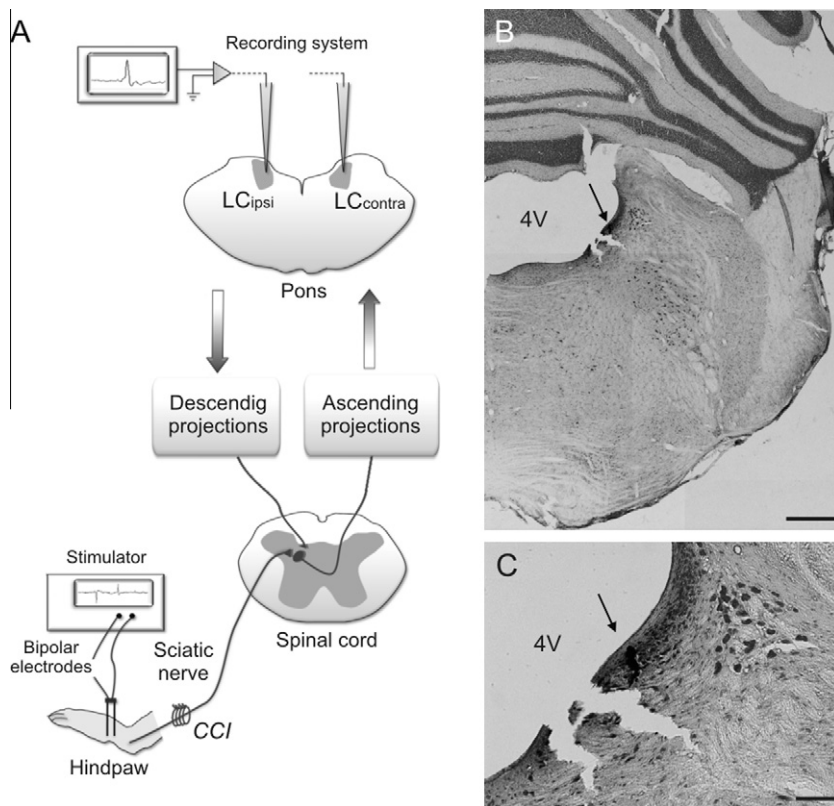 A
Recording system
LCipsi
LCcontra
Pons
Descendig
projections
Ascending
projections
Stimulator
Bipolar
electrodes
Sciatic
nerve
Spinal cord
CCI
Hindpaw
B
4V
C
4V